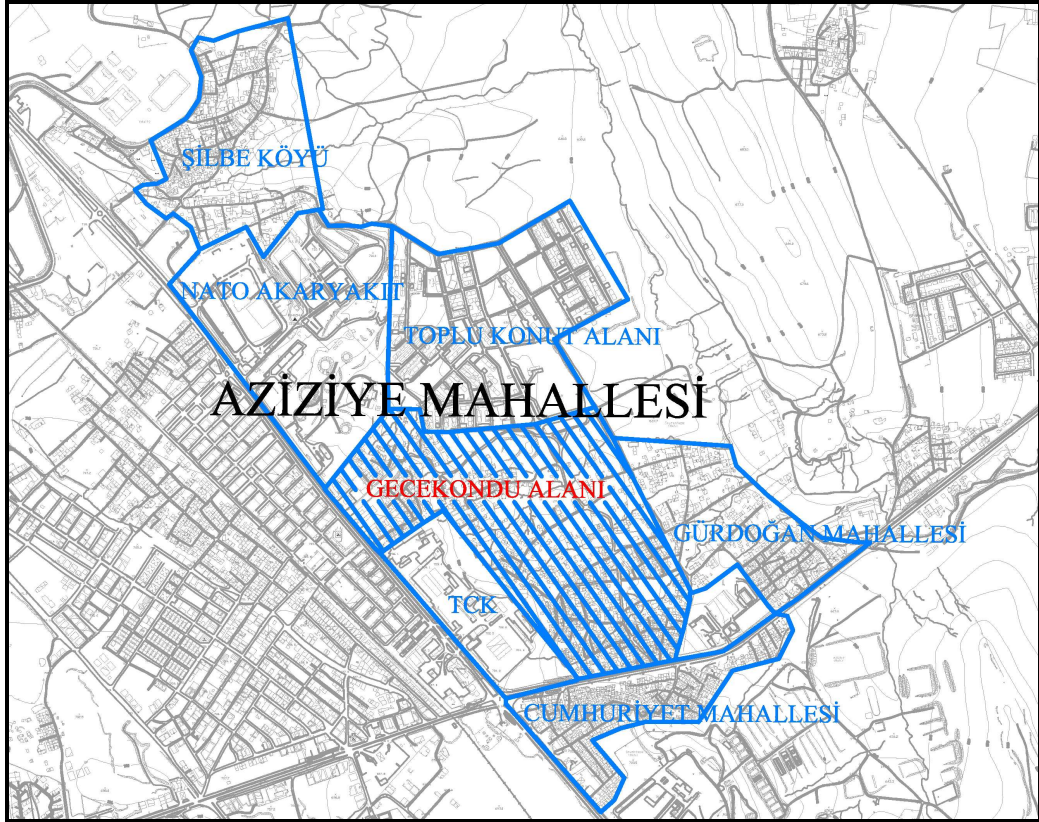 ŞİLBE KÖYÜ
NATO AKARYAKIT
TOPLU KONUT ALANI
AZİZİYE MAHALLESİ
GECEKONDU ALANI
GÜRDOĞAN MAHALLESİ
TCK
CUMHURİYET MAHALLESİ